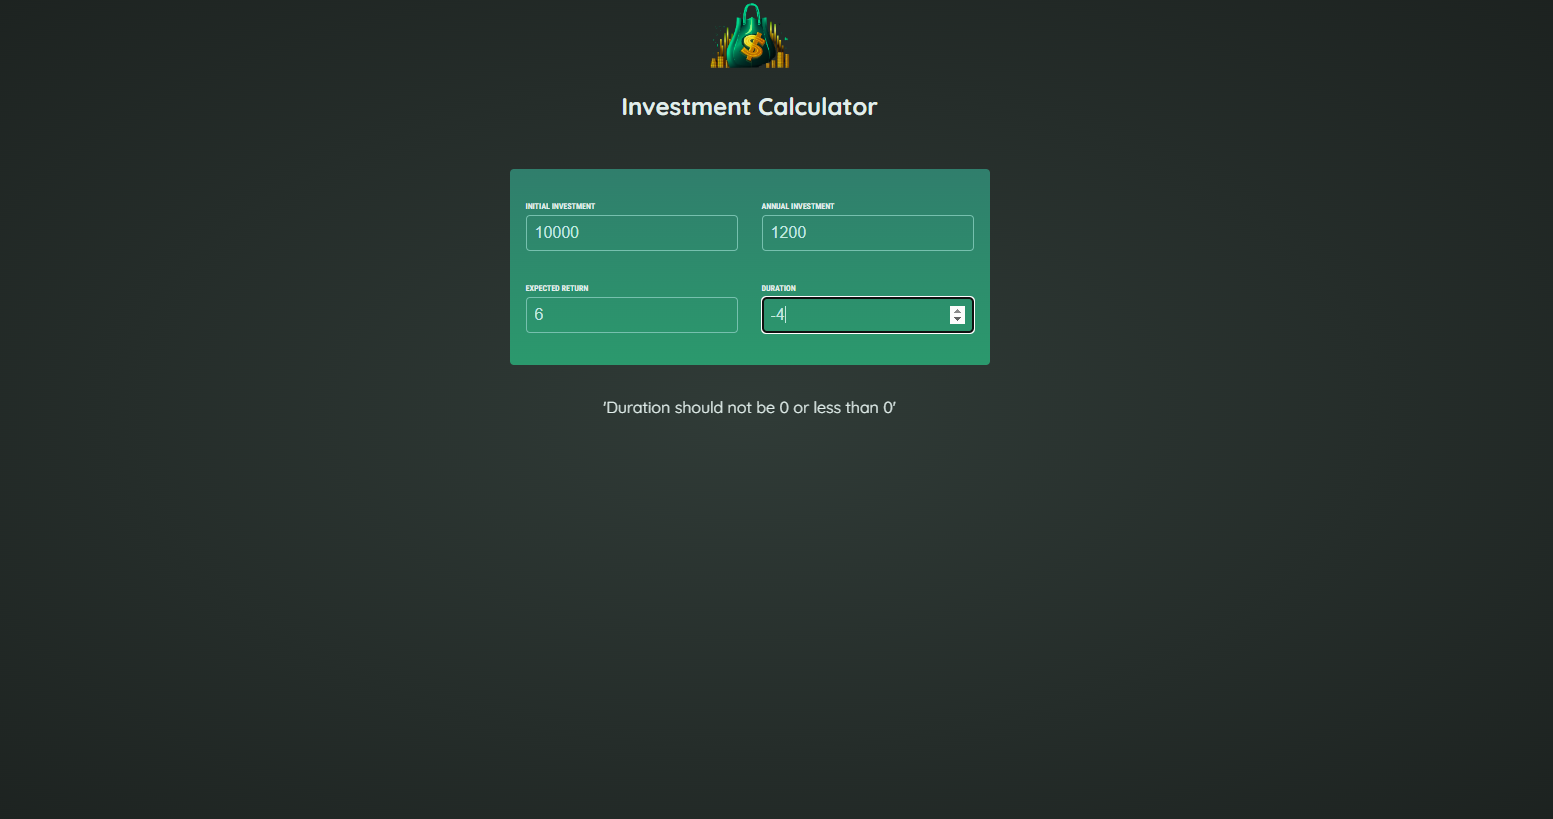 $
Investment Calculator
INITIAL INVESTMENT
ANNUAL INVESTMENT
10000
1200
EXPECTED RETURN
DURATION
6
-4
'Duration should not be 0 or less than 0'